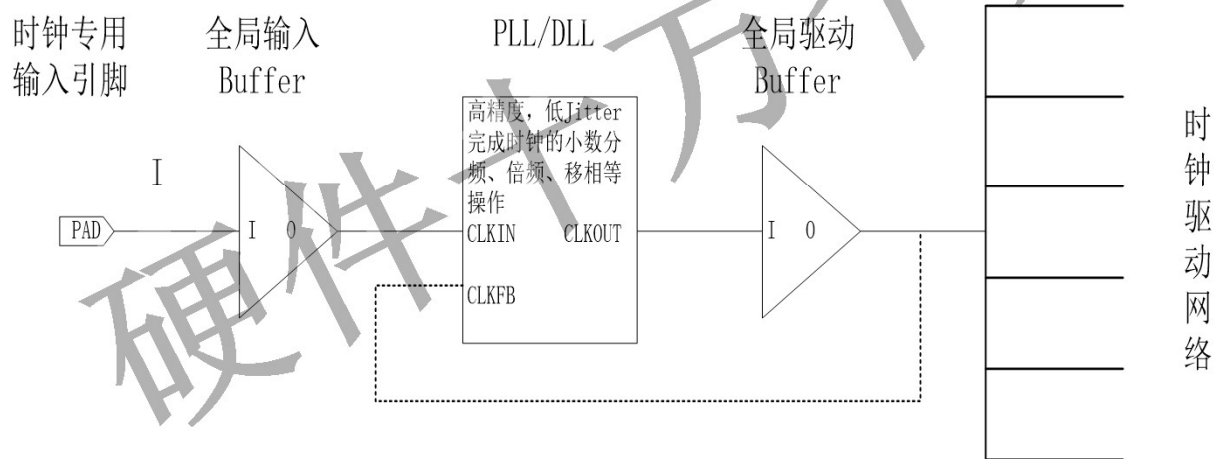 时钟专用
输入引脚
全局输入
Buffer
PLL/DLL
全局驱动
Buffer
高精度，低Jitter
完成时钟的小数分
频、倍频、移相等
操作
I
PAD
I O
CLKIN CLKOUT
CLKFB
I O
时钟驱动网络
硬件十万个